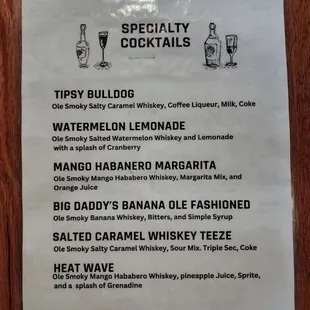 SPECIALTY
COCKTAILS
TIPSY BULLDOG
Ole Smoky Salty Caramel Whiskey, Coffee Liqueur, Milk, Coke
WATERMELON LEMONADE
Ole Smoky Salted Watermelon Whiskey and Lemonade
with a splash of Cranberry
MANGO HABANERO MARGARITA
Ole Smoky Mango Hababero Whiskey, Margarita Mix, and
Orange Juice
BIG DADDY'S BANANA OLE FASHIONED
Ole Smoky Banana Whiskey, Bitters, and Simple Syrup
SALTED CARAMEL WHISKEY TEEZE
Ole Smoky Salty Caramel Whiskey, Sour Mix. Triple Sec, Coke
HEAT WAVE
Ole Smoky Mango Hababero Whiskey, pineapple Juice, Sprite,
and a splash of Grenadine